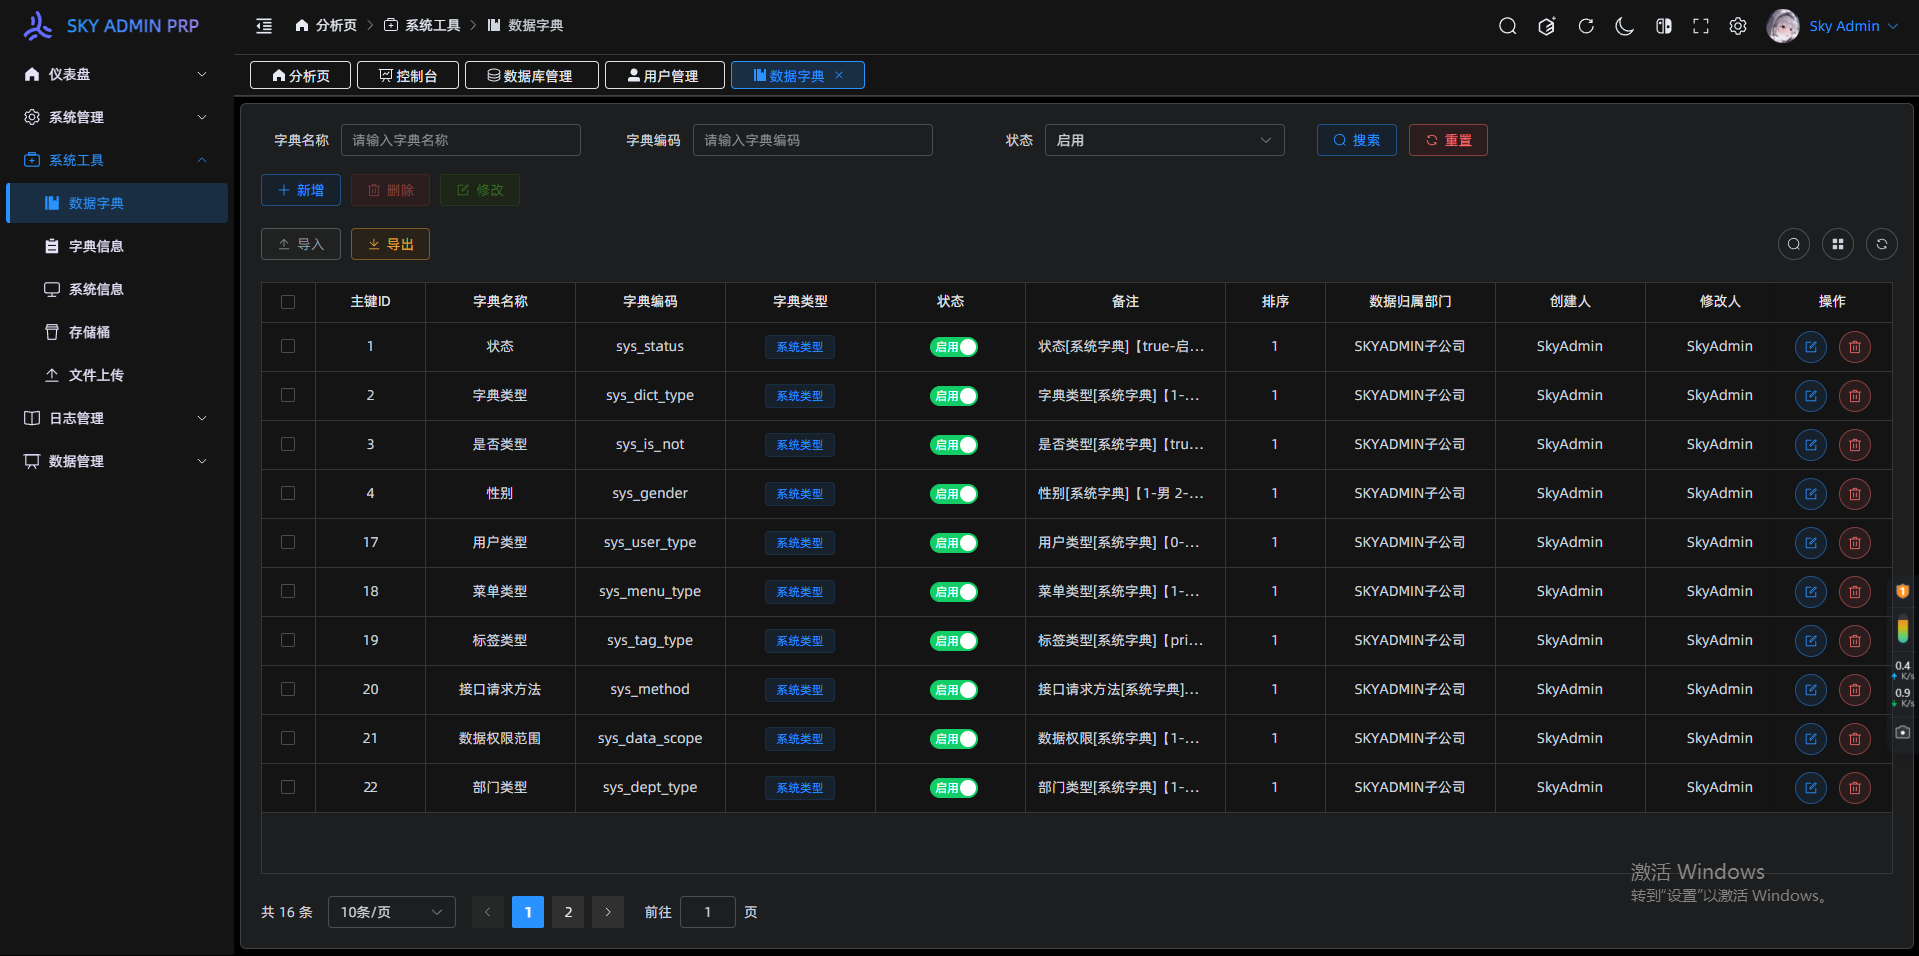 SKY ADMIN PRP
分析页 系统工具 数据字典
Sky Admin
仪表盘
系统管理
系统工具
数据字典
字典信息
系统信息
存储桶
文件上传
日志管理
数据管理
分析页 控制台 数据库管理 用户管理 数据字典
字典名称 请输入字典名称 字典编码 请输入字典编码 状态 启用 搜索 重置
新增 删除 修改
导入 导出
主键ID 字典名称 字典编码 字典类型 状态 备注 排序 数据归属部门 创建人 修改人 操作
1 状态 sys_status 系统类型 启用 状态[系统字典]【true-启... 1 SKYADMIN子公司 SkyAdmin SkyAdmin
2 字典类型 sys_dict_type 系统类型 启用 字典类型[系统字典]【1-... 1 SKYADMIN子公司 SkyAdmin SkyAdmin
3 是否类型 sys_is_not 系统类型 启用 是否类型[系统字典]【tru... 1 SKYADMIN子公司 SkyAdmin SkyAdmin
4 性别 sys_gender 系统类型 启用 性别[系统字典]【1-男 2-... 1 SKYADMIN子公司 SkyAdmin SkyAdmin
17 用户类型 sys_user_type 系统类型 启用 用户类型[系统字典]【0-... 1 SKYADMIN子公司 SkyAdmin SkyAdmin
18 菜单类型 sys_menu_type 系统类型 启用 菜单类型[系统字典]【1-... 1 SKYADMIN子公司 SkyAdmin SkyAdmin
19 标签类型 sys_tag_type 系统类型 启用 标签类型[系统字典]【pri... 1 SKYADMIN子公司 SkyAdmin SkyAdmin
20 接口请求方法 sys_method 系统类型 启用 接口请求方法[系统字典]... 1 SKYADMIN子公司 SkyAdmin SkyAdmin
21 数据权限范围 sys_data_scope 系统类型 启用 数据权限[系统字典]【1-... 1 SKYADMIN子公司 SkyAdmin SkyAdmin
22 部门类型 sys_dept_type 系统类型 启用 部门类型[系统字典]【1-... 1 SKYADMIN子公司 SkyAdmin SkyAdmin
1
0.4
K/s
0.9
K/s
激活 Windows
转到"设置"以激活 Windows。
共 16 条 10条/页 1 2 前往 1 页